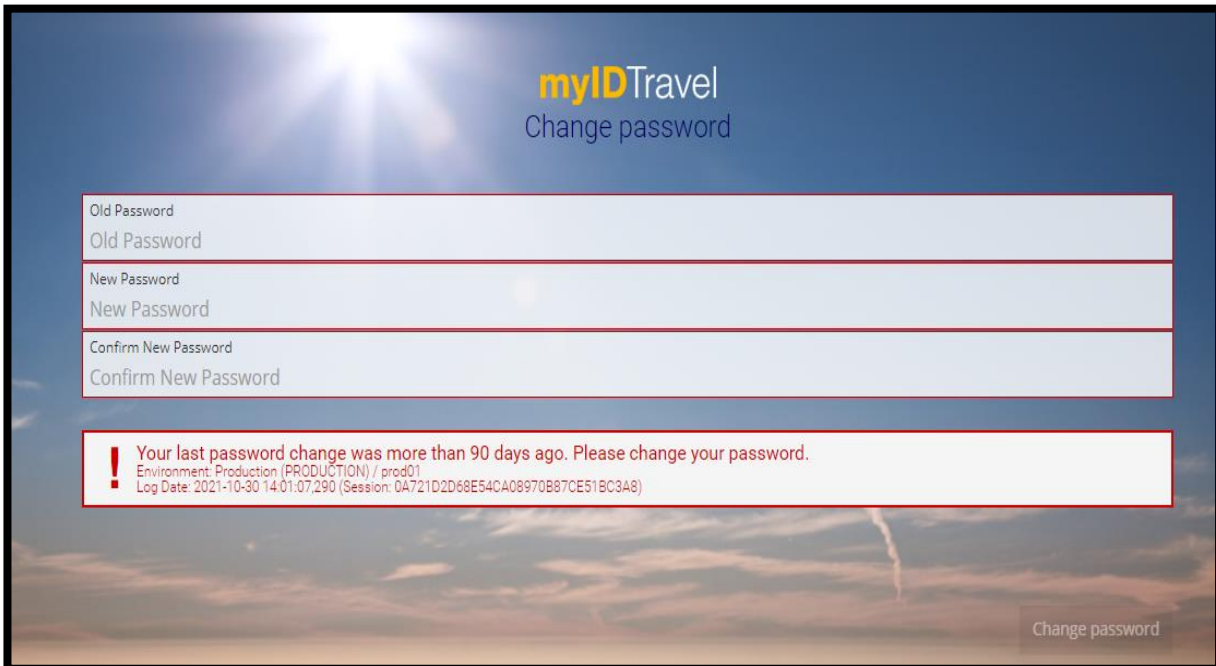 myIDTravel
Change password
Old Password
Old Password
New Password
New Password
Confirm New Password
Confirm New Password
! Your last password change was more than 90 days ago. Please change your password.
Environment: Production (PRODUCTION) / prod01
Log Date: 2021-10-30 14:01:07,290 (Session: 0A721D2D68E54CA08970B87CE51BC3A8)
Change password